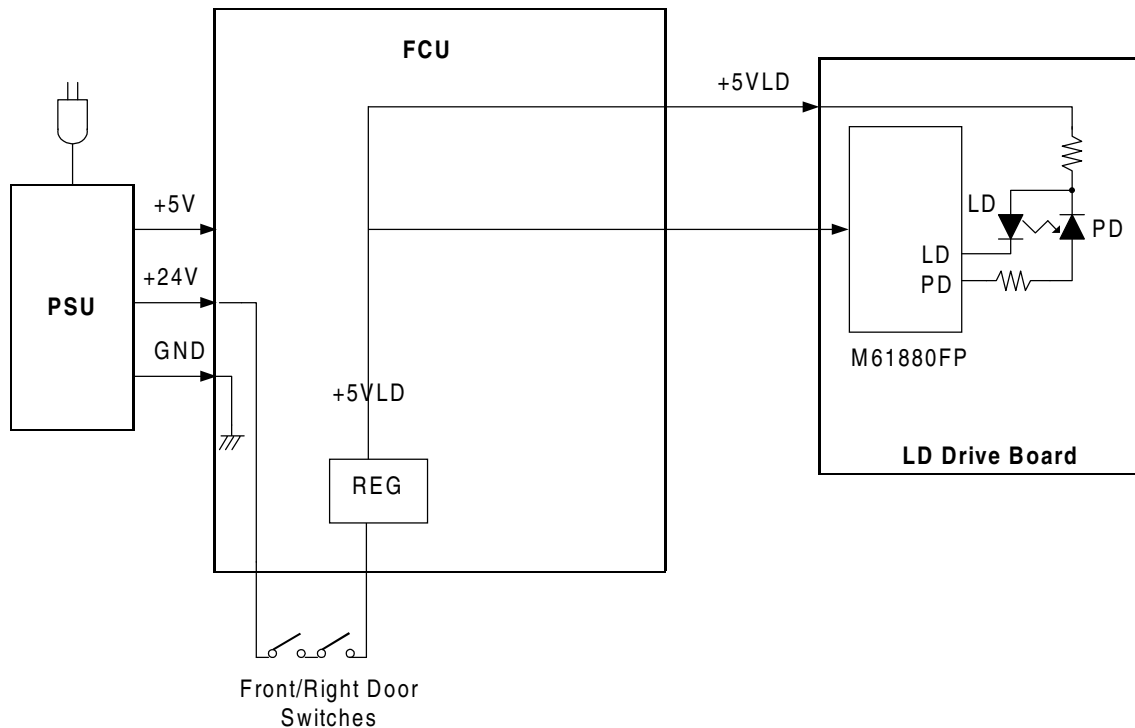 FCU
+5VLD
+5V
+24V
PSU
GND
+5VLD
REG
Front/Right Door
Switches
LD
PD
LD
PD
M61880FP
LD Drive Board